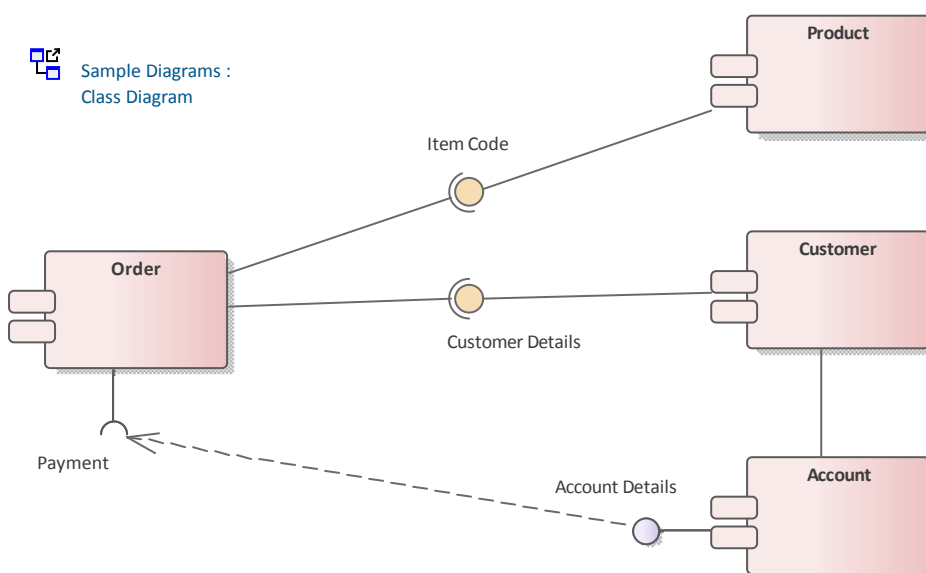 Product
Sample Diagrams :
Class Diagram
Item Code
Customer
Order
Customer Details
Payment
Account
Account Details